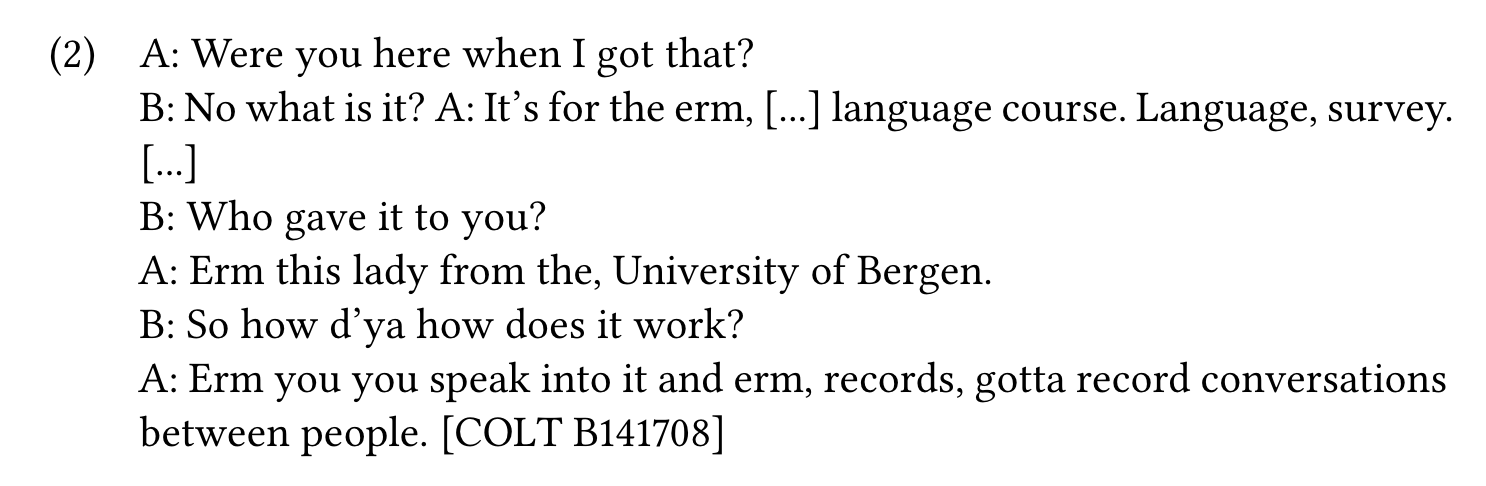 (2) A: Were you here when I got that?
B: No what is it? A: It’s for the erm, [...] language course. Language, survey.
[...]
B: Who gave it to you?
A: Erm this lady from the, University of Bergen.
B: So how d’ya how does it work?
A: Erm you you speak into it and erm, records, gotta record conversations
between people. [COLT B141708]